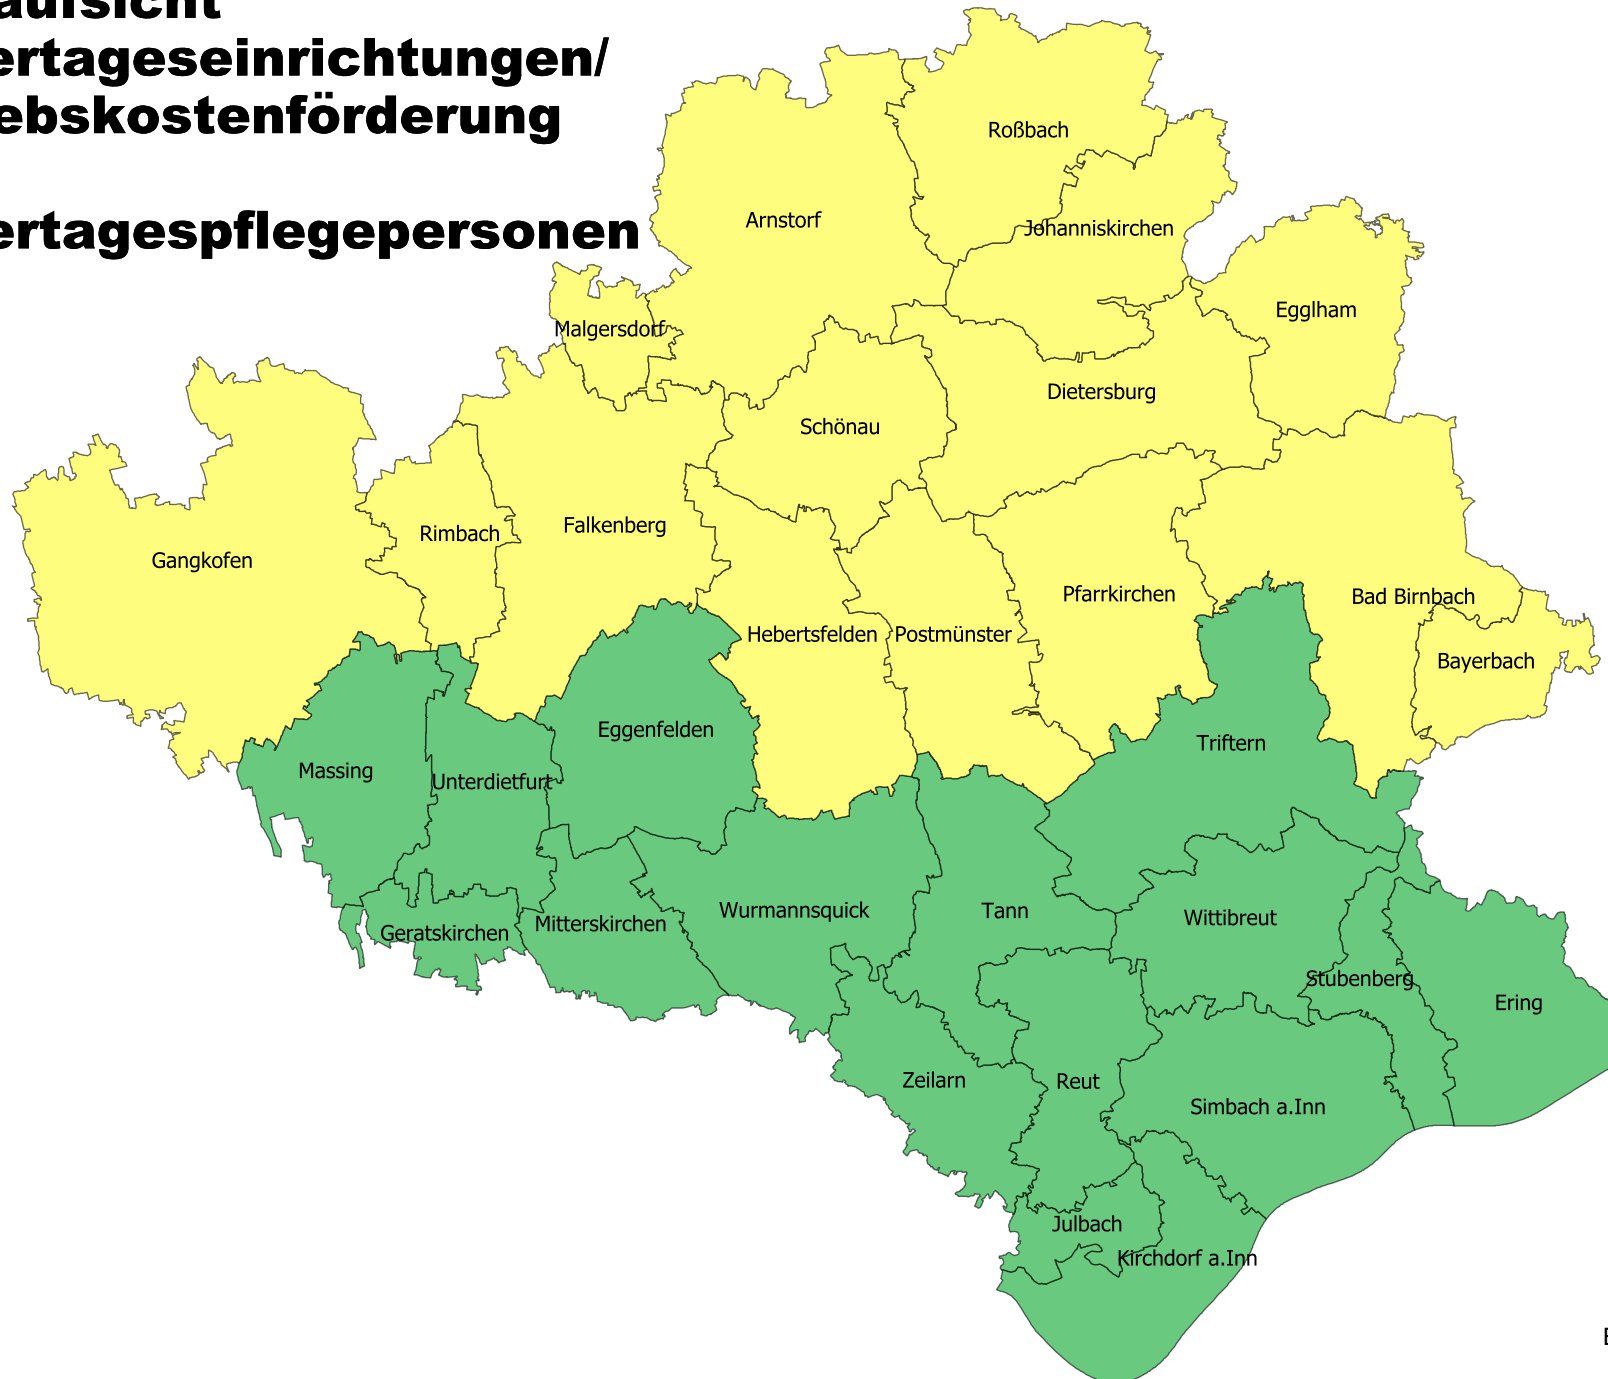 aufsicht
ertageseinrichtungen/
ebskostenförderung
ertagespflegepersonen
Roßbach
Arnstorf
Johanniskirchen
Egglham
Malgersdorf
Dietersburg
Schönau
Falkenberg
Rimbach
Gangkofen
Pfarrkirchen
Bad Birnbach
Hebertsfelden
Postmünster
Bayerbach
Eggenfelden
Triftern
Massing
Unterdietfurt
Wurmannsquick
Tann
Wittibreut
Mitterskirchen
Geratskirchen
Stubenberg
Ering
Zeilarn
Reut
Simbach a.Inn
Julbach
Kirchdorf a.Inn